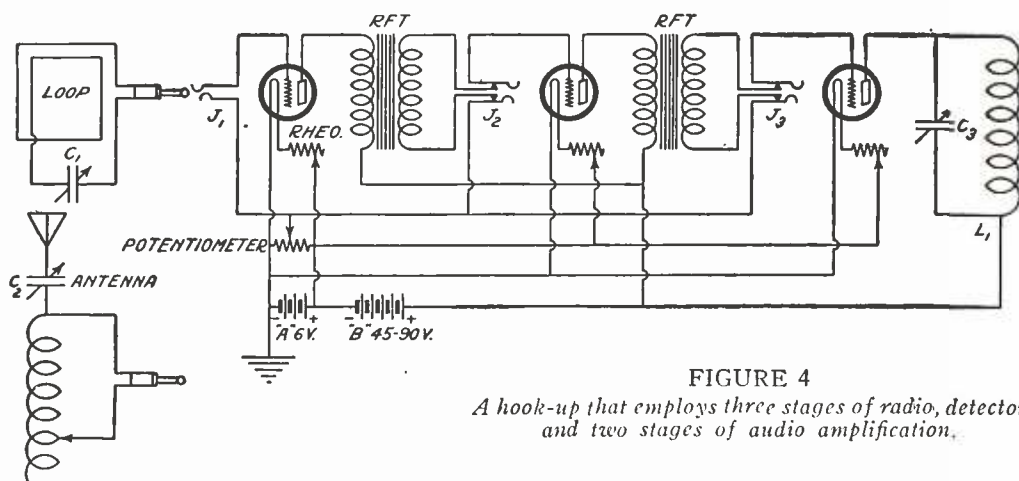 RFT
RFT
LOOP
J1
RHEO.
J2
J3
C3
C1
L1
POTENTIOMETER
C2 ANTENNA
- "A" 6V. +
- "B" 45-90V. +
FIGURE 4
A hook-up that employs three stages of radio, detector
and two stages of audio amplification.